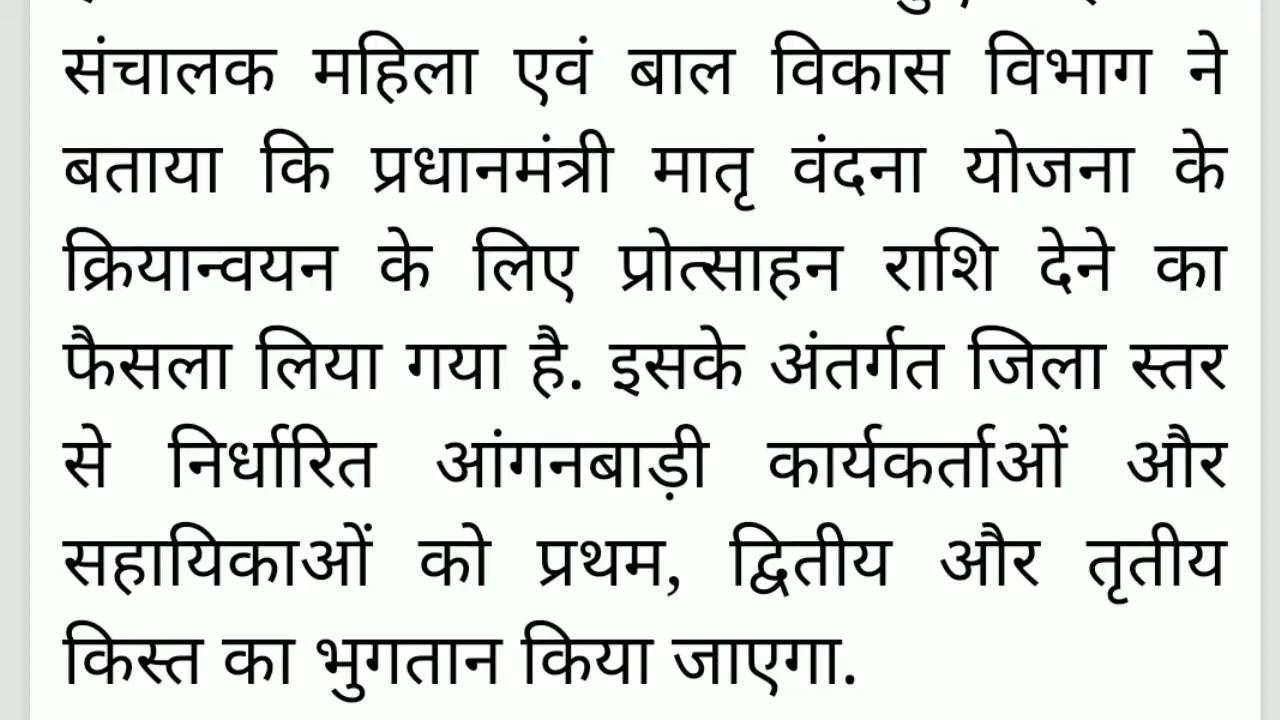 संचालक महिला एवं बाल विकास विभाग ने
बताया कि प्रधानमंत्री मातृ वंदना योजना के
क्रियान्वयन के लिए प्रोत्साहन राशि देने का
फैसला लिया गया है. इसके अंतर्गत जिला स्तर
से निर्धारित आंगनबाड़ी कार्यकर्ताओं और
सहायिकाओं को प्रथम, द्वितीय और तृतीय
किस्त का भुगतान किया जाएगा.